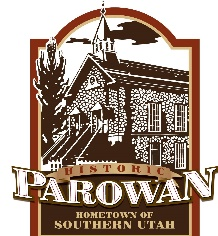 HISTORIC
PAROWAN
HOMETOWN OF
SOUTHERN UTAH